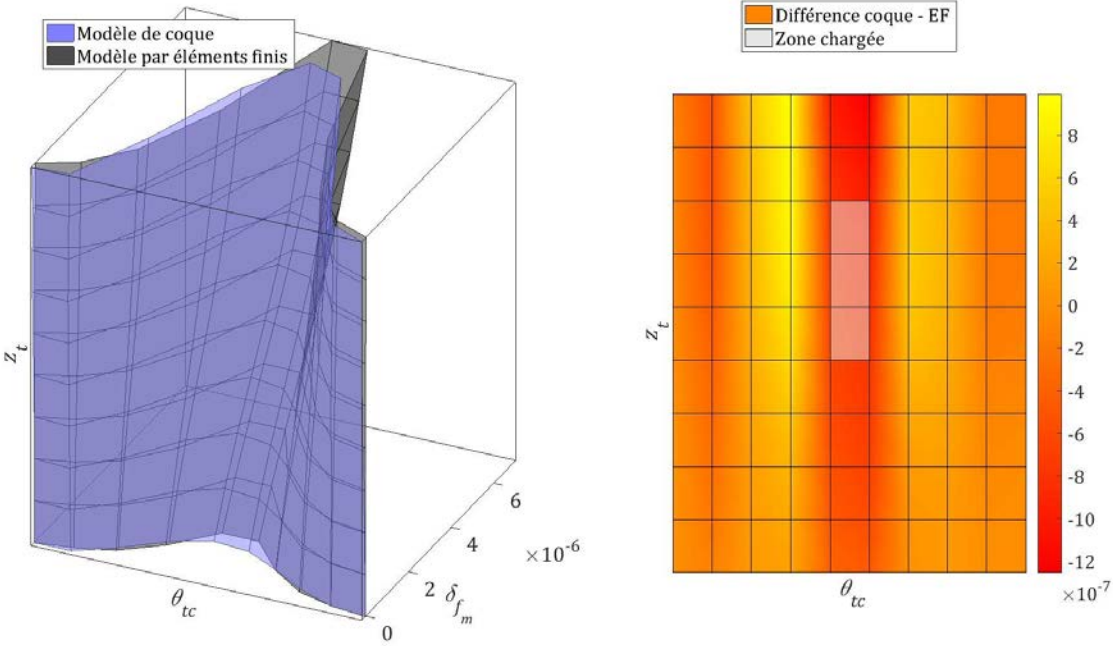 Modèle de coque
Modèle par éléments finis
z_t
θ_tc
0
2
4
6
×10^-6
δ_f_m
Différence coque - EF
Zone chargée
z_t
θ_tc
8
6
4
2
0
-2
-4
-6
-8
-10
-12
×10^-7